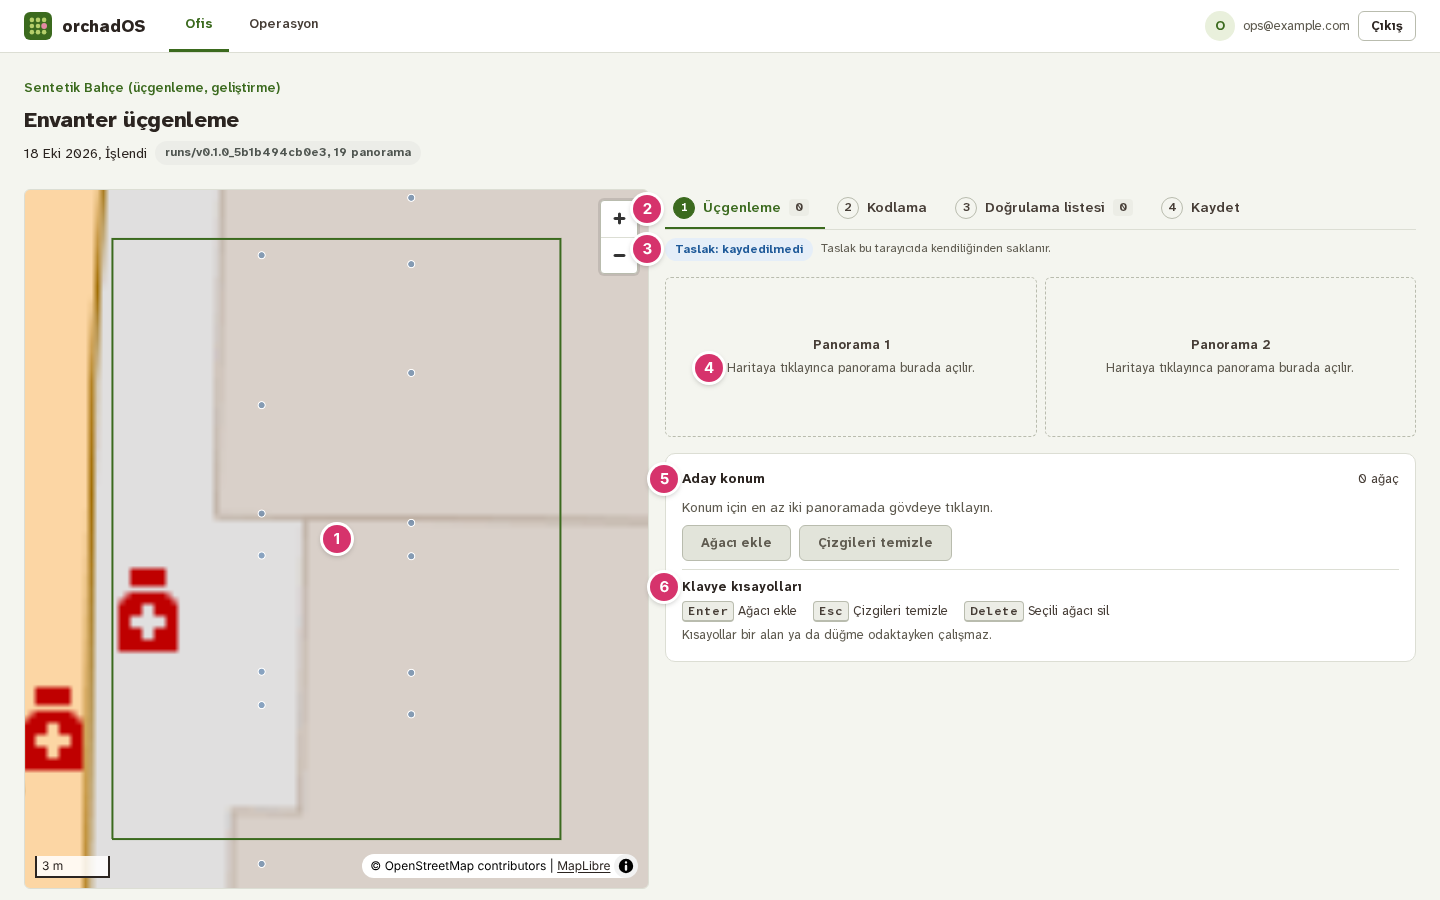 orchadOS
Ofis
Operasyon
O
ops@example.com
Çıkış
Sentetik Bahçe (üçgenleme, geliştirme)
Envanter üçgenleme
18 Eki 2026, İşlendi
runs/v0.1.0_5b1b494cb0e3, 19 panorama
+
−
1
3 m
© OpenStreetMap contributors | MapLibre
2
1 Üçgenleme 0
2 Kodlama
3 Doğrulama listesi 0
4 Kaydet
3
Taslak: kaydedilmedi
Taslak bu tarayıcıda kendiliğinden saklanır.
Panorama 1
4
Haritaya tıklayınca panorama burada açılır.
Panorama 2
Haritaya tıklayınca panorama burada açılır.
5
Aday konum
0 ağaç
Konum için en az iki panoramada gövdeye tıklayın.
Ağacı ekle
Çizgileri temizle
6
Klavye kısayolları
Enter Ağacı ekle
Esc Çizgileri temizle
Delete Seçili ağacı sil
Kısayollar bir alan ya da düğme odaktayken çalışmaz.